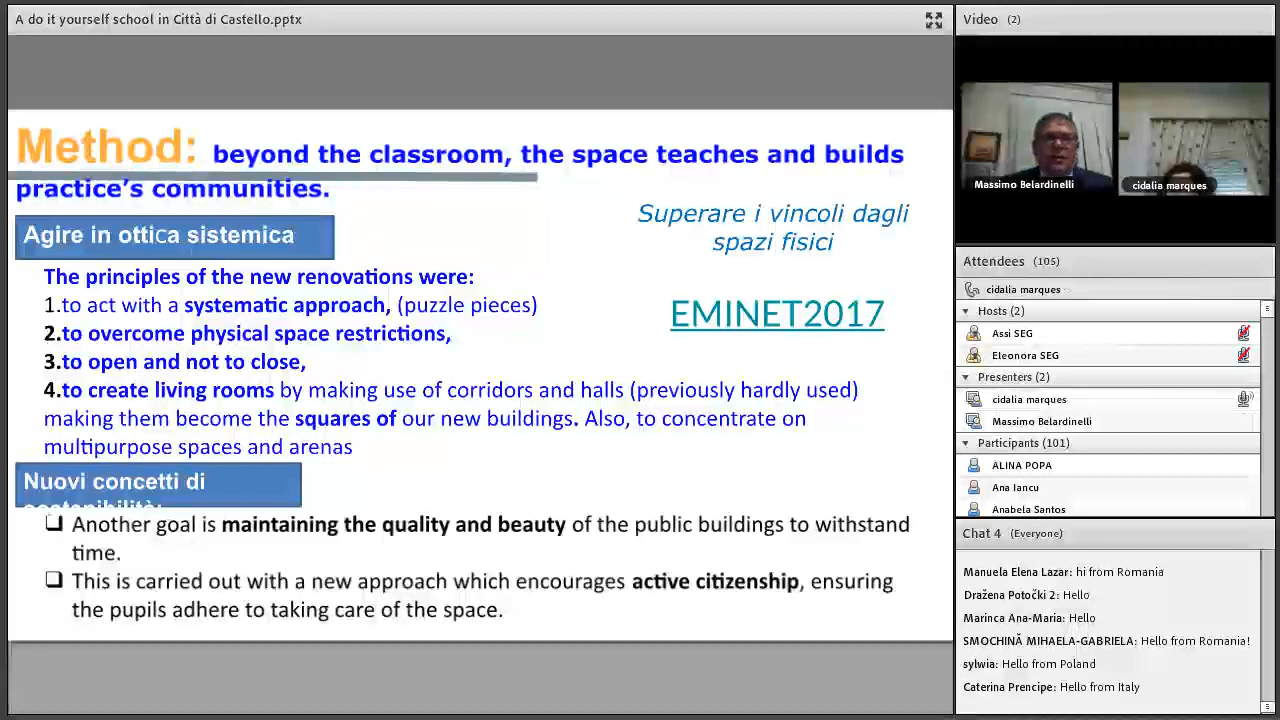 A do it yourself school in Città di Castello.pptx
Method: beyond the classroom, the space teaches and builds
practice’s communities.
Agire in ottica sistemica
Superare i vincoli dagli
spazi fisici
EMINET2017
The principles of the new renovations were:
1.to act with a systematic approach, (puzzle pieces)
2.to overcome physical space restrictions,
3.to open and not to close,
4.to create living rooms by making use of corridors and halls (previously hardly used)
making them become the squares of our new buildings. Also, to concentrate on
multipurpose spaces and arenas
Nuovi concetti di
sostenibilità:
❑ Another goal is maintaining the quality and beauty of the public buildings to withstand
time.
❑ This is carried out with a new approach which encourages active citizenship, ensuring
the pupils adhere to taking care of the space.
Video (2)
Massimo Belardinelli
cidalia marques
Attendees (105)
cidalia marques
Hosts (2)
Assi SEG
Eleonora SEG
Presenters (2)
cidalia marques
Massimo Belardinelli
Participants (101)
ALINA POPA
Ana Iancu
Anabela Santos
Chat 4 (Everyone)
Manuela Elena Lazar: hi from Romania
Dražena Potočki 2: Hello
Marinca Ana-Maria: Hello
SMOCHINĂ MIHAELA-GABRIELA: Hello from Romania!
sylwia: Hello from Poland
Caterina Prencipe: Hello from Italy